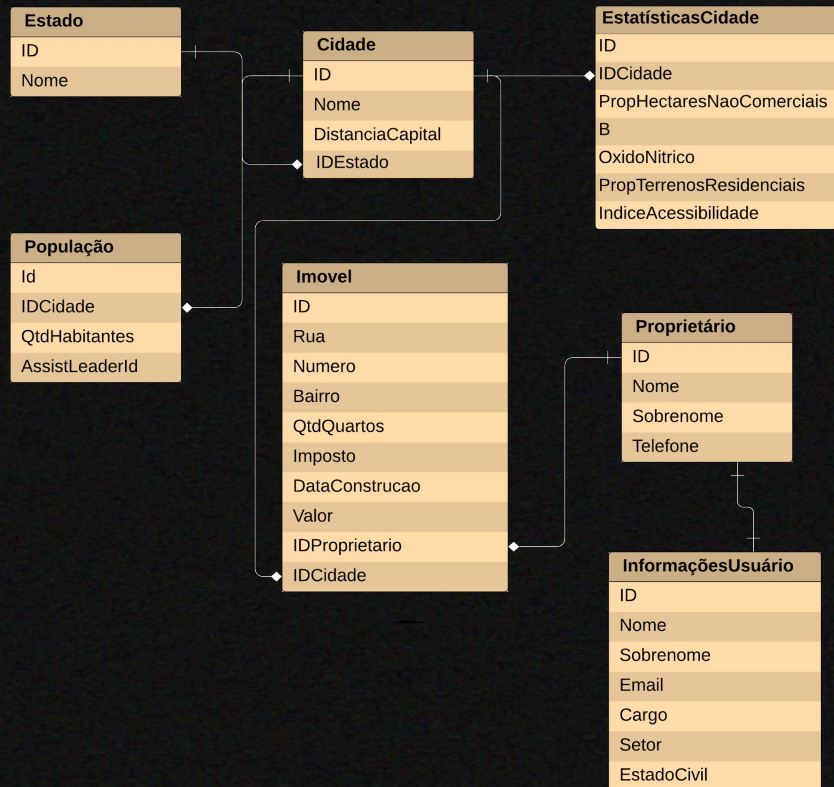 Estado
ID
Nome
Cidade
ID
Nome
DistanciaCapital
IDEstado
EstatísticasCidade
ID
IDCidade
PropHectaresNaoComerciais
B
OxidoNitrico
PropTerrenosResidenciais
IndiceAcessibilidade
População
Id
IDCidade
QtdHabitantes
AssistLeaderId
Imovel
ID
Rua
Numero
Bairro
QtdQuartos
Imposto
DataConstrucao
Valor
IDProprietario
IDCidade
Proprietário
ID
Nome
Sobrenome
Telefone
InformaçõesUsuário
ID
Nome
Sobrenome
Email
Cargo
Setor
EstadoCivil